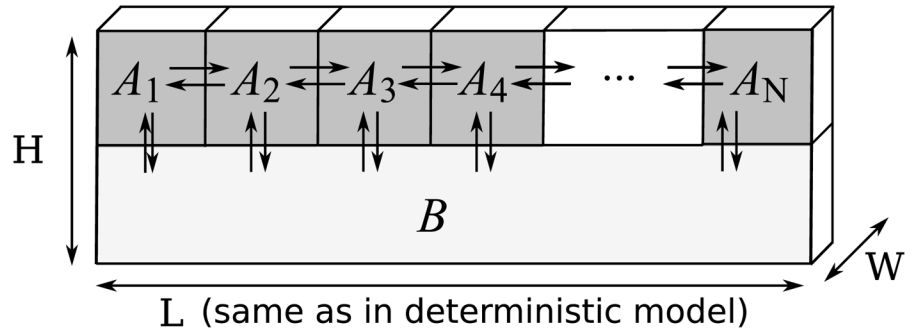 A1 A2 A3 A4 ... AN
H
B
W
L (same as in deterministic model)